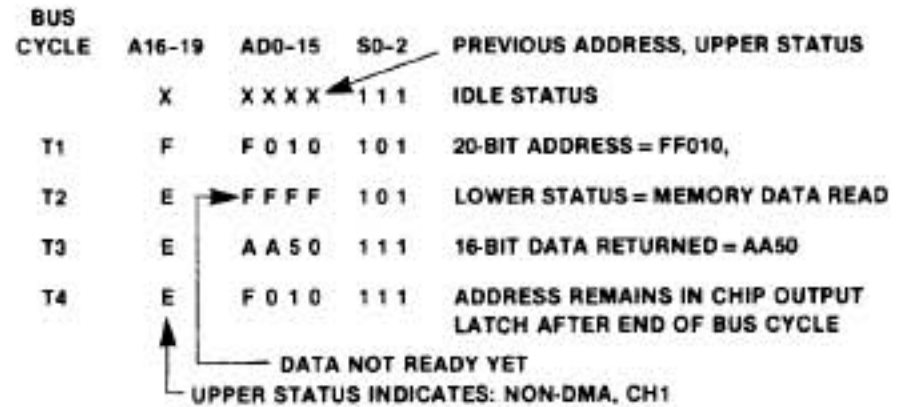 BUS
CYCLE A16-19 AD0-15 S0-2 PREVIOUS ADDRESS, UPPER STATUS
X X X X X 1 1 1 IDLE STATUS
T1 F F 0 1 0 1 0 1 20-BIT ADDRESS = FF010,
T2 E F F F F 1 0 1 LOWER STATUS = MEMORY DATA READ
T3 E A A 5 0 1 1 1 16-BIT DATA RETURNED = AA50
T4 E F 0 1 0 1 1 1 ADDRESS REMAINS IN CHIP OUTPUT
LATCH AFTER END OF BUS CYCLE
DATA NOT READY YET
UPPER STATUS INDICATES: NON-DMA, CH1